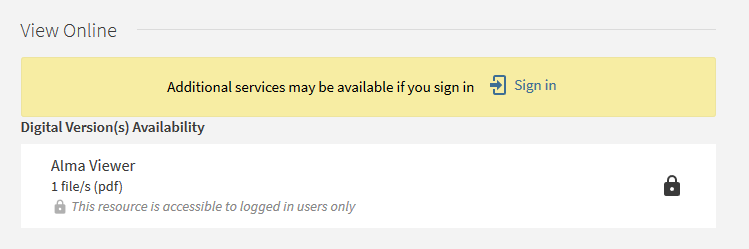 View Online
Additional services may be available if you sign in Sign in
Digital Version(s) Availability
Alma Viewer
1 file/s (pdf)
This resource is accessible to logged in users only